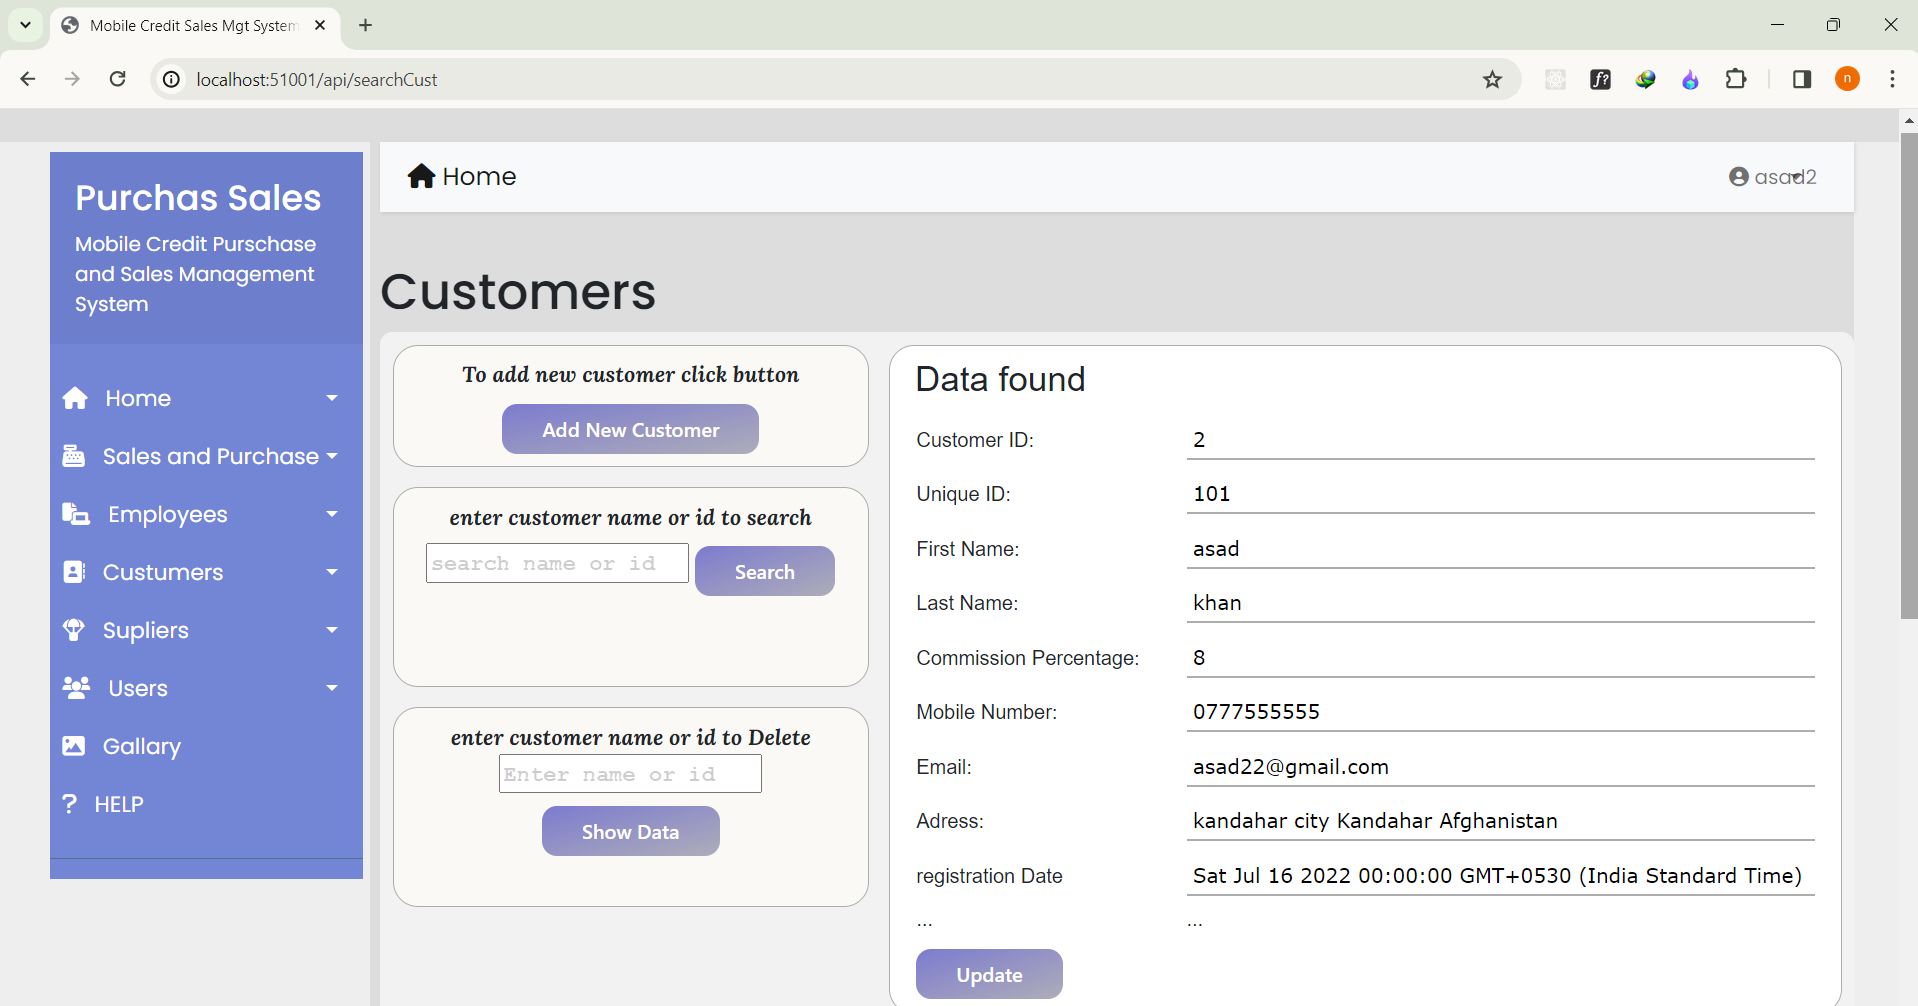 Mobile Credit Sales Mgt System
localhost:51001/api/searchCust
n
Purchas Sales
Mobile Credit Purschase
and Sales Management
System
Home
Sales and Purchase
Employees
Custumers
Supliers
Users
Gallary
? HELP
Home
asad2
Customers
To add new customer click button
Add New Customer
enter customer name or id to search
search name or id
Search
enter customer name or id to Delete
Enter name or id
Show Data
Data found
Customer ID: 2
Unique ID: 101
First Name: asad
Last Name: khan
Commission Percentage: 8
Mobile Number: 0777555555
Email: asad22@gmail.com
Adress: kandahar city Kandahar Afghanistan
registration Date Sat Jul 16 2022 00:00:00 GMT+0530 (India Standard Time)
... ...
Update